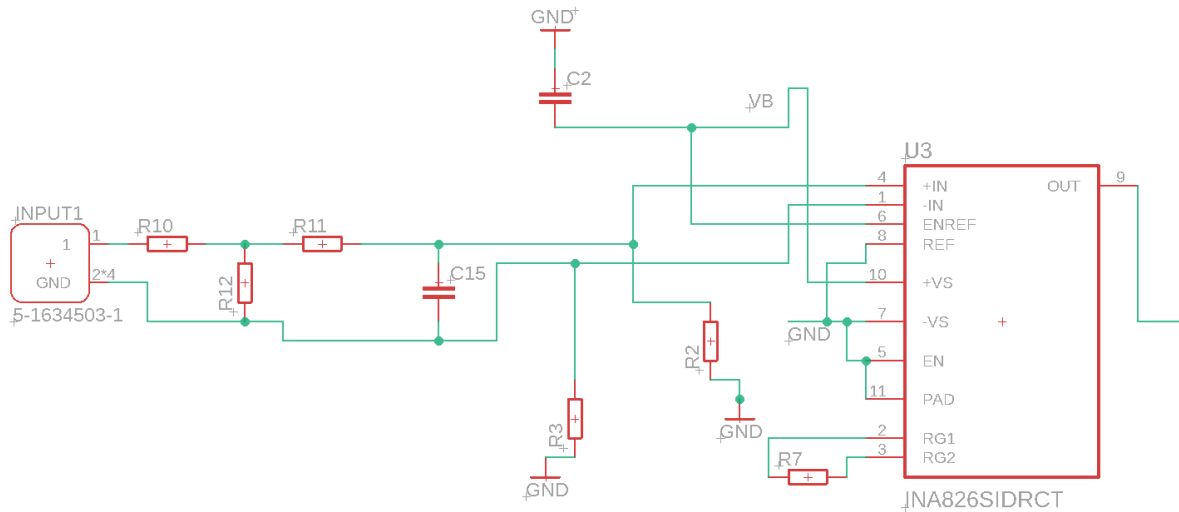 GND
C2
VB
U3
4
+IN
OUT
9
1
-IN
INPUT1
R10
R11
6
ENREF
1
1
8
REF
GND
2*4
C15
10
+VS
R12
5-1634503-1
GND
7
-VS
R2
5
EN
11
PAD
R3
GND
2
RG1
R7
3
RG2
GND
INA826SIDRCT